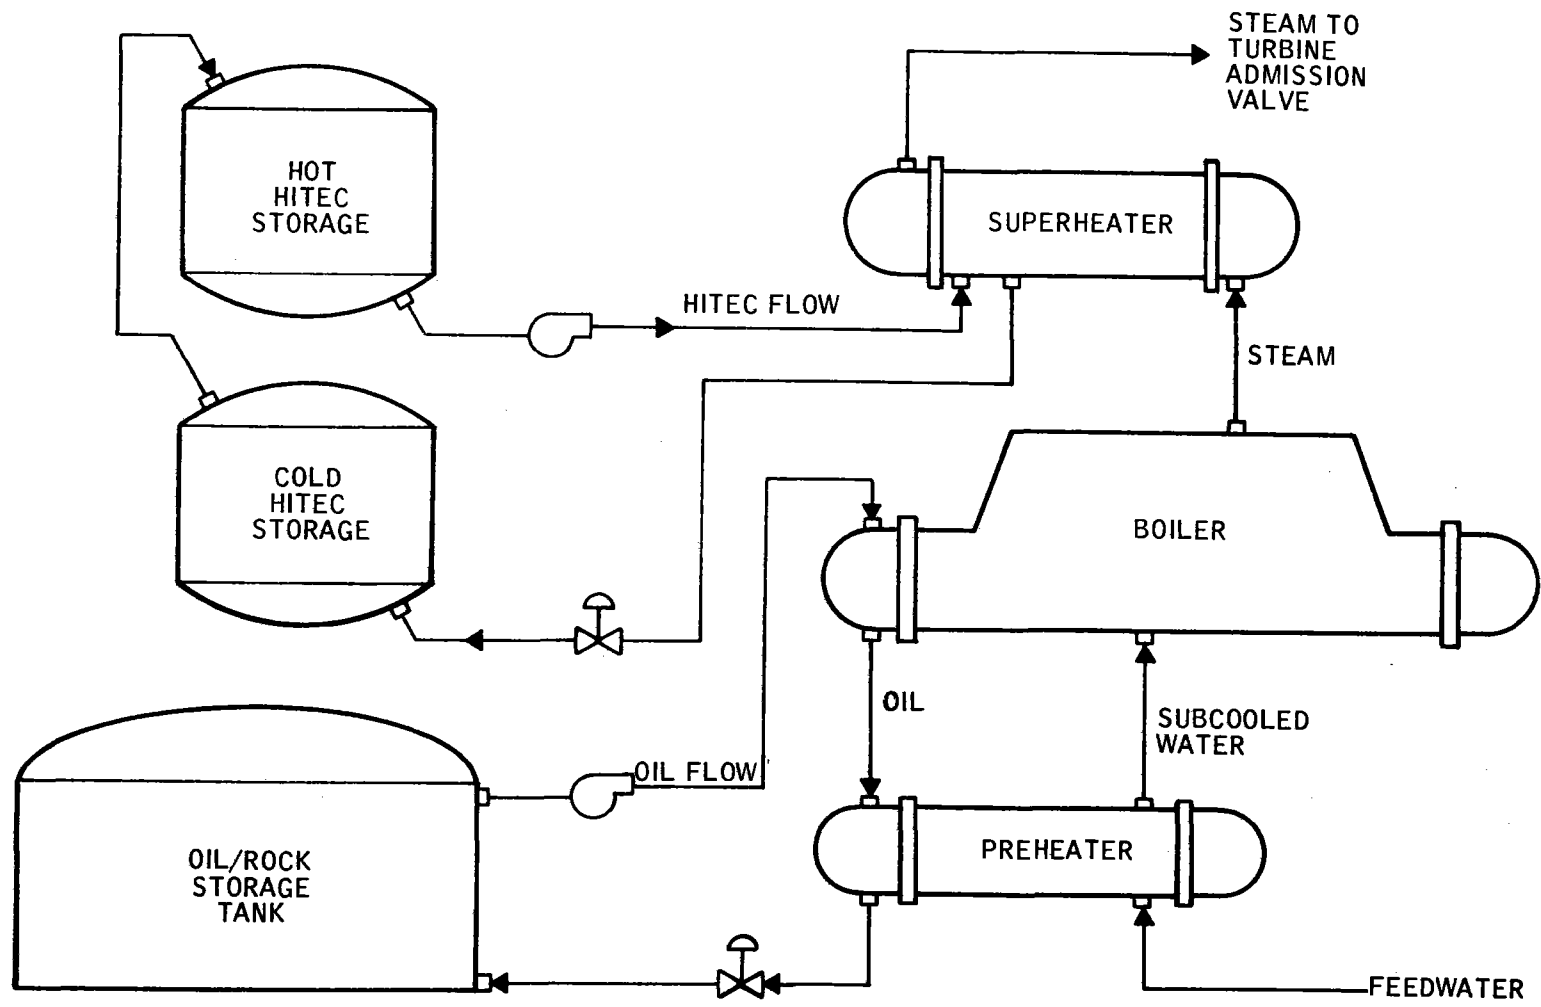 STEAM TO
TURBINE
ADMISSION
VALVE
HOT
HITEC
STORAGE
SUPERHEATER
HITEC FLOW
STEAM
COLD
HITEC
STORAGE
BOILER
OIL
SUBCOOLED
WATER
OIL FLOW
PREHEATER
OIL/ROCK
STORAGE
TANK
FEEDWATER